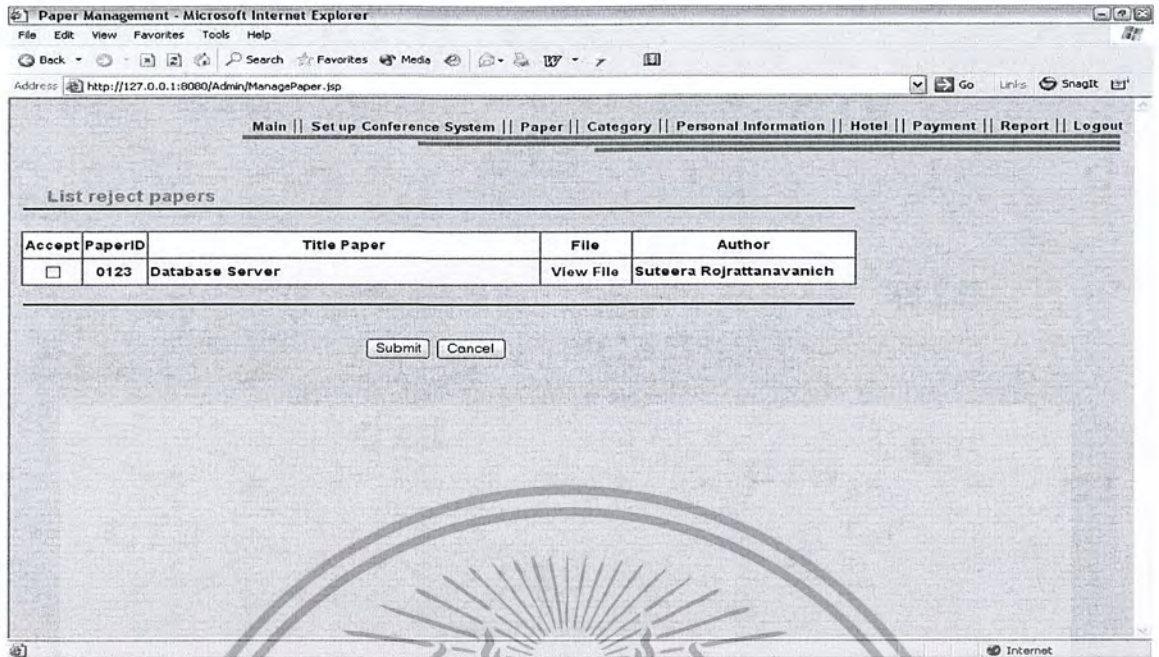 Paper Management - Microsoft Internet Explorer
File Edit View Favorites Tools Help
Back Search Favorites Media
Address http://127.0.0.1:8080/Admin/ManagePaper.jsp Go Links SnagIt
Main || Set up Conference System || Paper || Category || Personal Information || Hotel || Payment || Report || Logout
List reject papers
Accept PaperID Title Paper File Author
0123 Database Server View File Suteera Rojrattanavanich
Submit Cancel
Internet